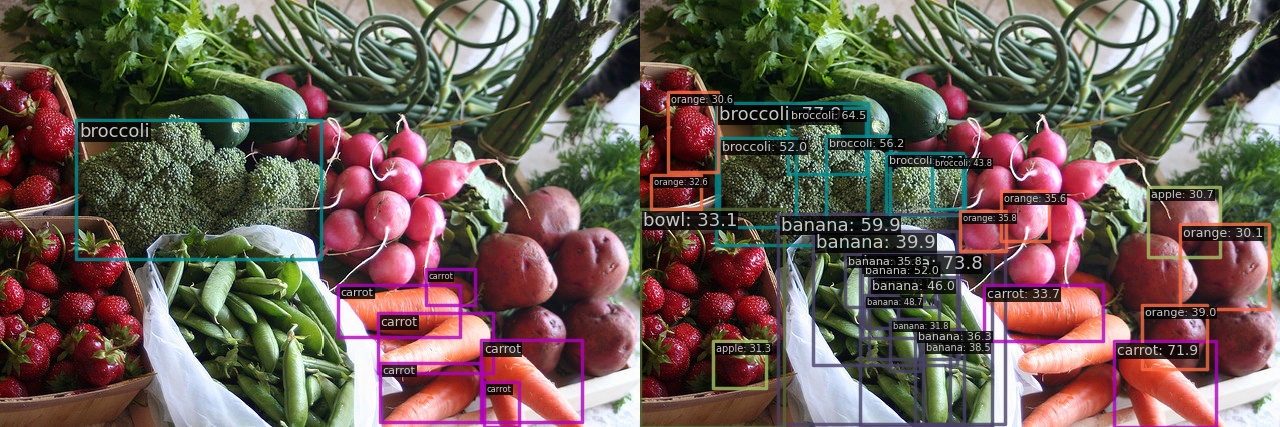 broccoli
carrot
carrot
carrot
carrot
carrot
carrot
orange: 30.6
broccoli: 64.5
broccoli: 52.0
broccoli: 56.2
broccoli: 43.8
orange: 32.6
orange: 35.6
apple: 30.7
bowl: 33.1
orange: 35.8
banana: 59.9
orange: 30.1
banana: 39.9
banana: 35.8
73.8
banana: 52.0
banana: 46.0
carrot: 33.7
banana: 48.7
orange: 39.0
banana: 31.8
banana: 36.3
apple: 31.3
banana: 38.5
carrot: 71.9